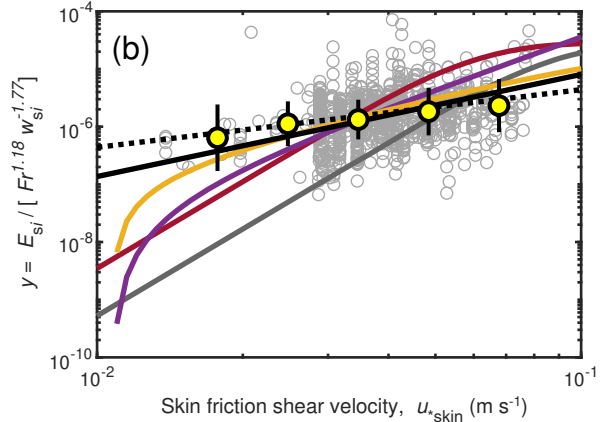 (b)
10^-4
10^-6
10^-8
10^-10
y = E_si / [ Fr^1.18 w_si^-1.77 ]
10^-2
10^-1
Skin friction shear velocity, u_*skin (m s^-1)